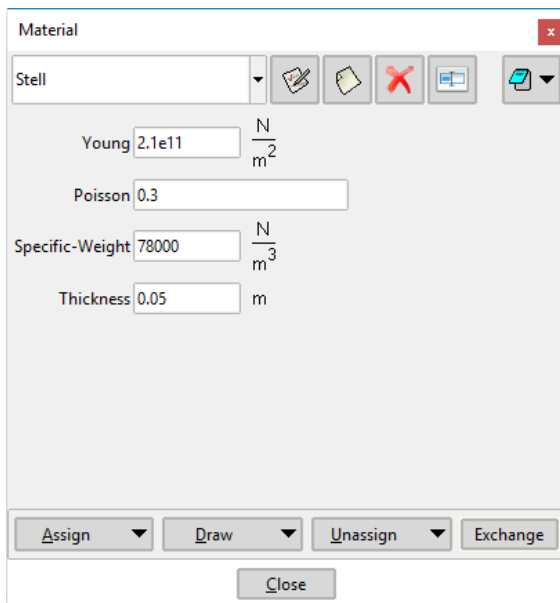 Material
x
Stell
Young 2.1e11 N/m²
Poisson 0.3
Specific-Weight 78000 N/m³
Thickness 0.05 m
Assign Draw Unassign Exchange
Close